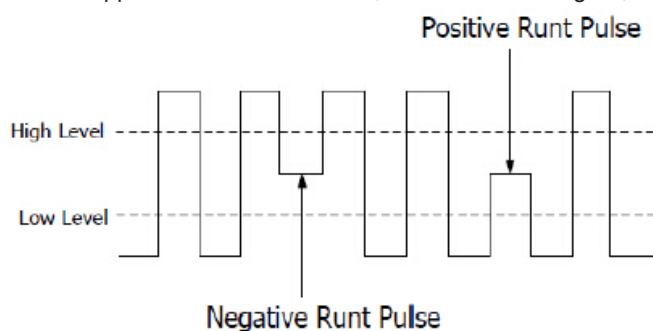 Positive Runt Pulse
High Level
Low Level
Negative Runt Pulse